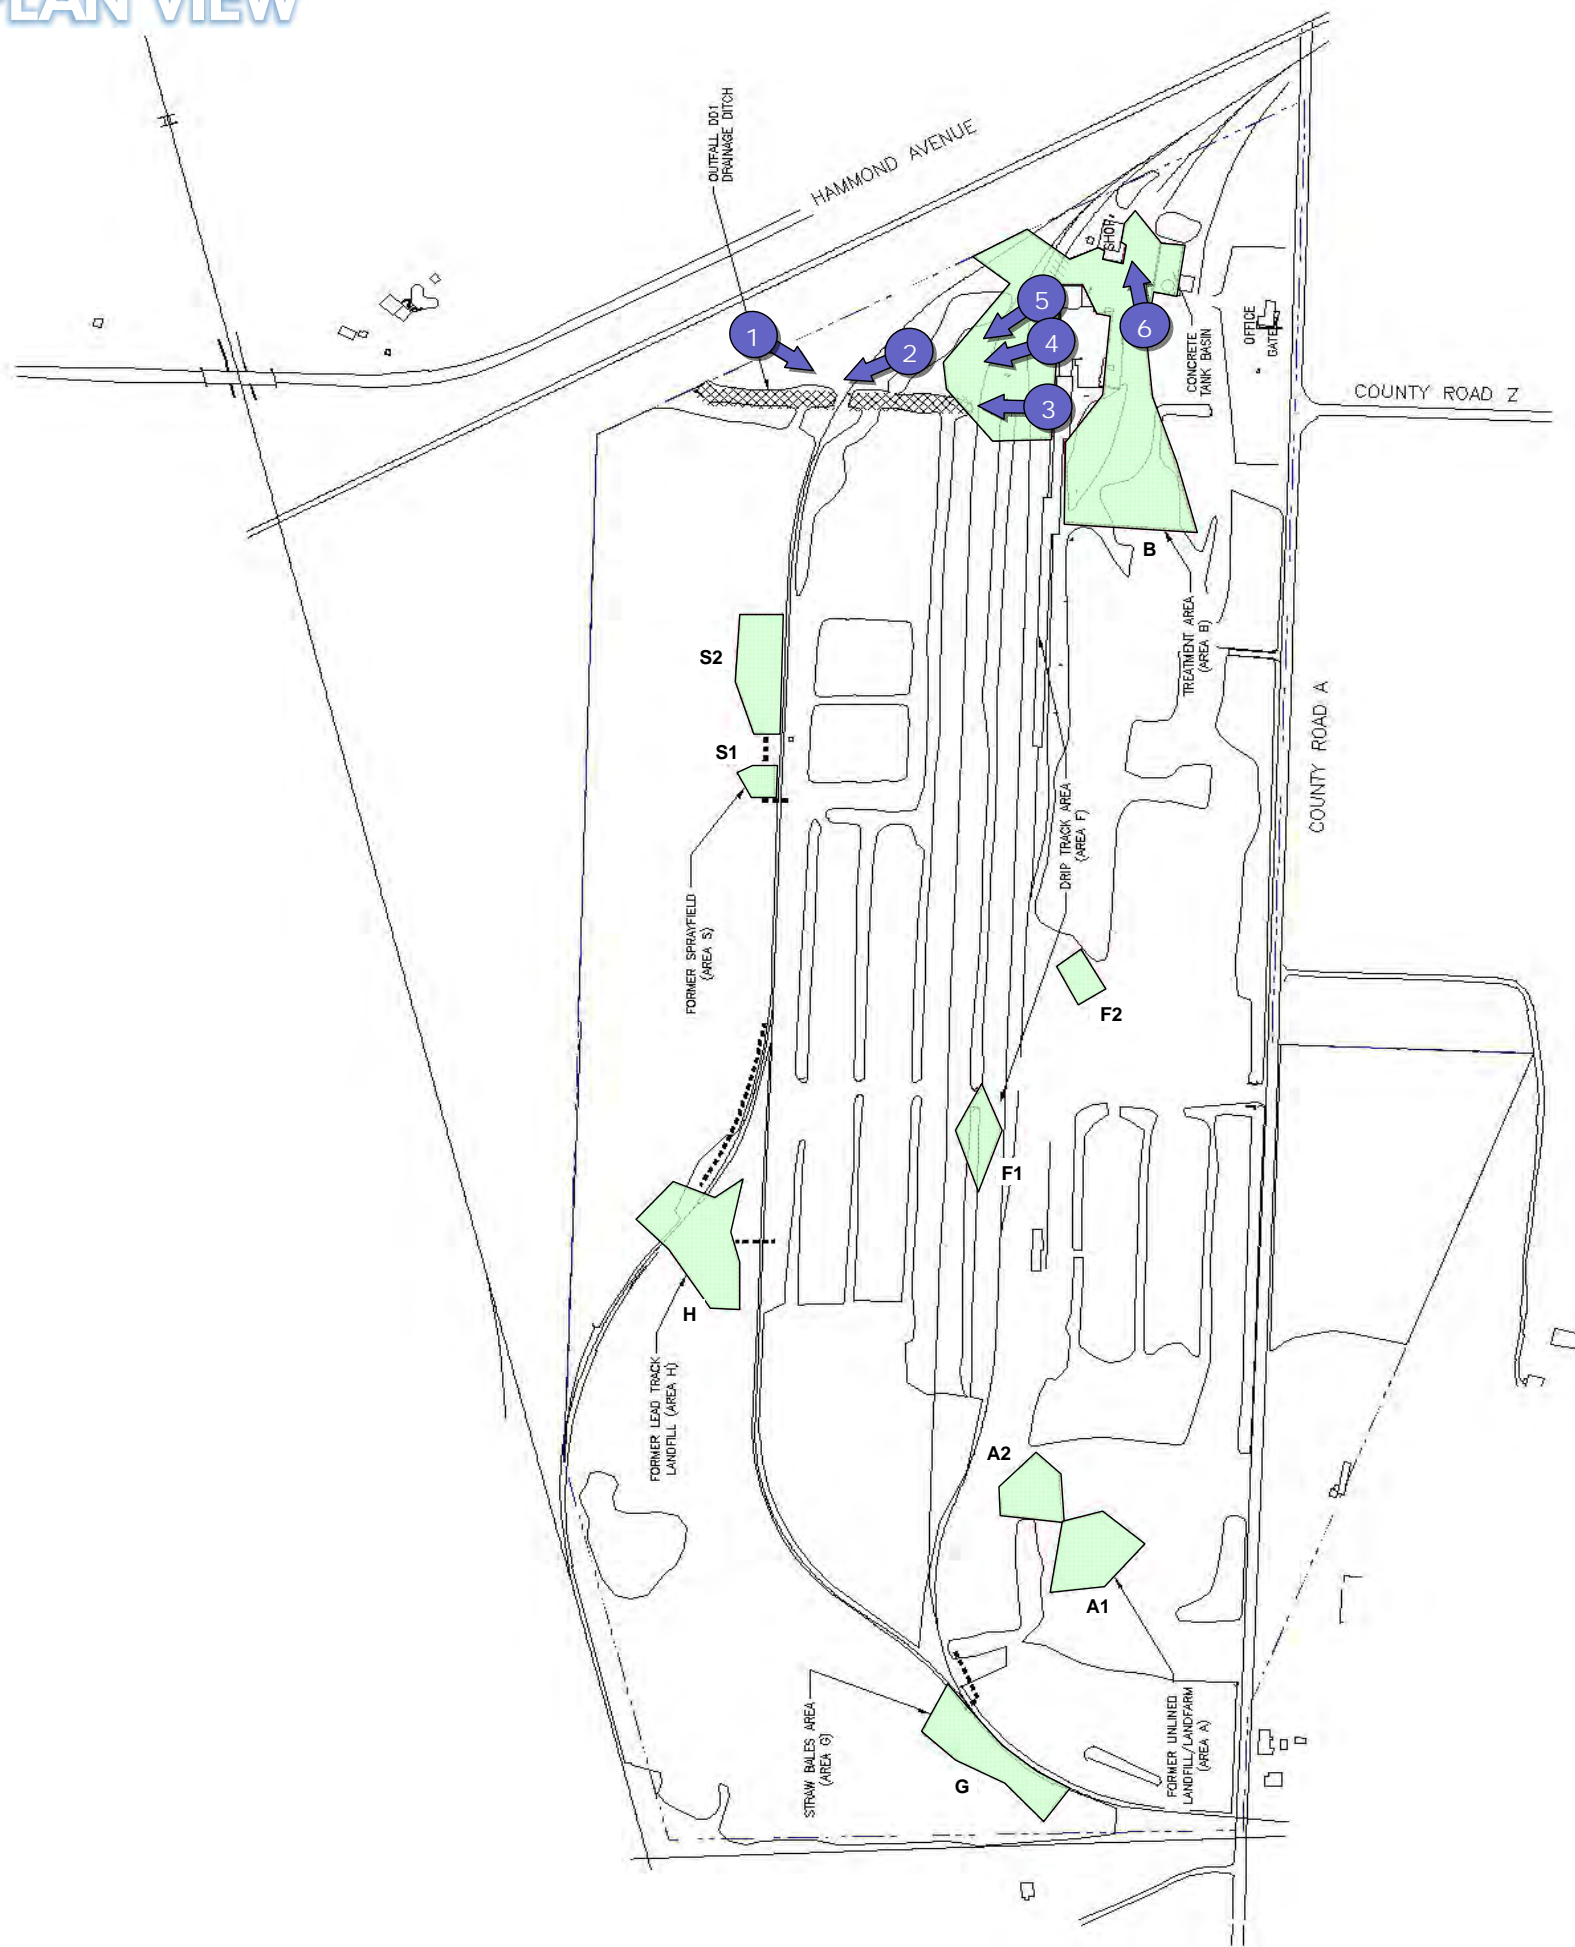 PLAN VIEW
OUTFALL DD1
DRAINAGE DITCH
HAMMOND AVENUE
SHOP
1
2
5
4
3
6
CONCRETE
TANK BASIN
OFFICE
GATE
COUNTY ROAD Z
B
TREATMENT AREA
(AREA B)
S2
S1
COUNTY ROAD A
DRIP TRACK AREA
(AREA F)
FORMER SPRAYFIELD
(AREA S)
F2
F1
H
FORMER LEAD TRACK
LANDFILL (AREA H)
A2
A1
STRAW BALES AREA
(AREA G)
G
FORMER UNLINED
LANDFILL/LANDFARM
(AREA A)